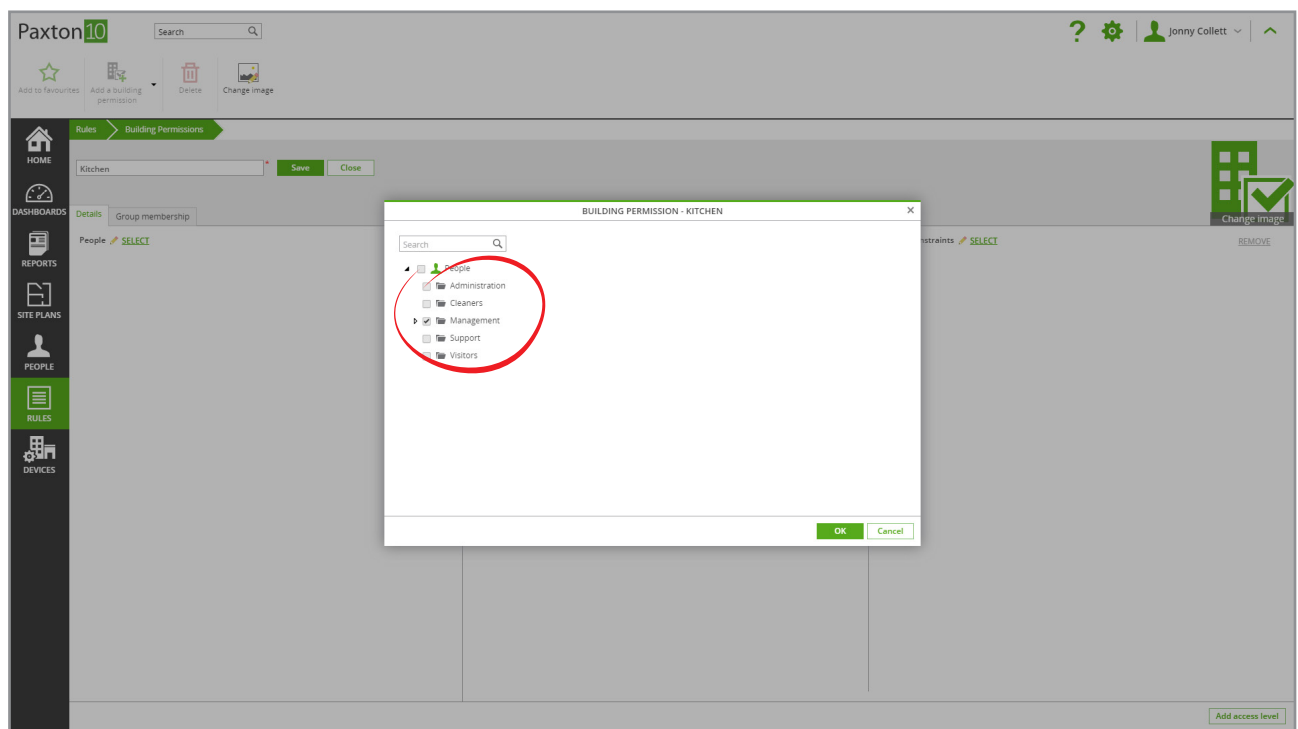 Paxton10
Search
Jonny Collett
Add to favourites
Add a building
permission
Delete
Change image
Rules
Building Permissions
HOME
Kitchen
*
Save
Close
DASHBOARDS
Details
Group membership
Change image
BUILDING PERMISSION - KITCHEN
×
People
SELECT
Search
nstraints
SELECT
REMOVE
REPORTS
People
Administration
Cleaners
SITE PLANS
Management
Support
Visitors
PEOPLE
RULES
DEVICES
OK
Cancel
Add access level